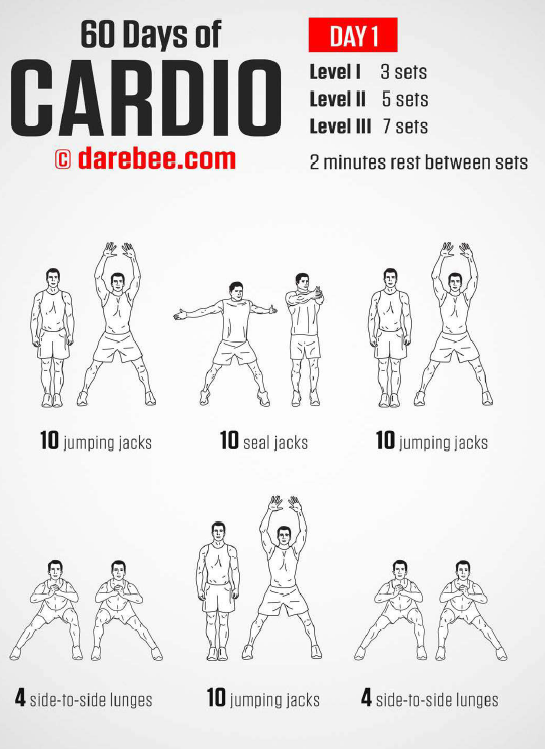 60 Days of
CARDIO
© darebee.com
DAY 1
Level I 3 sets
Level II 5 sets
Level III 7 sets
2 minutes rest between sets
10 jumping jacks
10 seal jacks
10 jumping jacks
4 side-to-side lunges
10 jumping jacks
4 side-to-side lunges